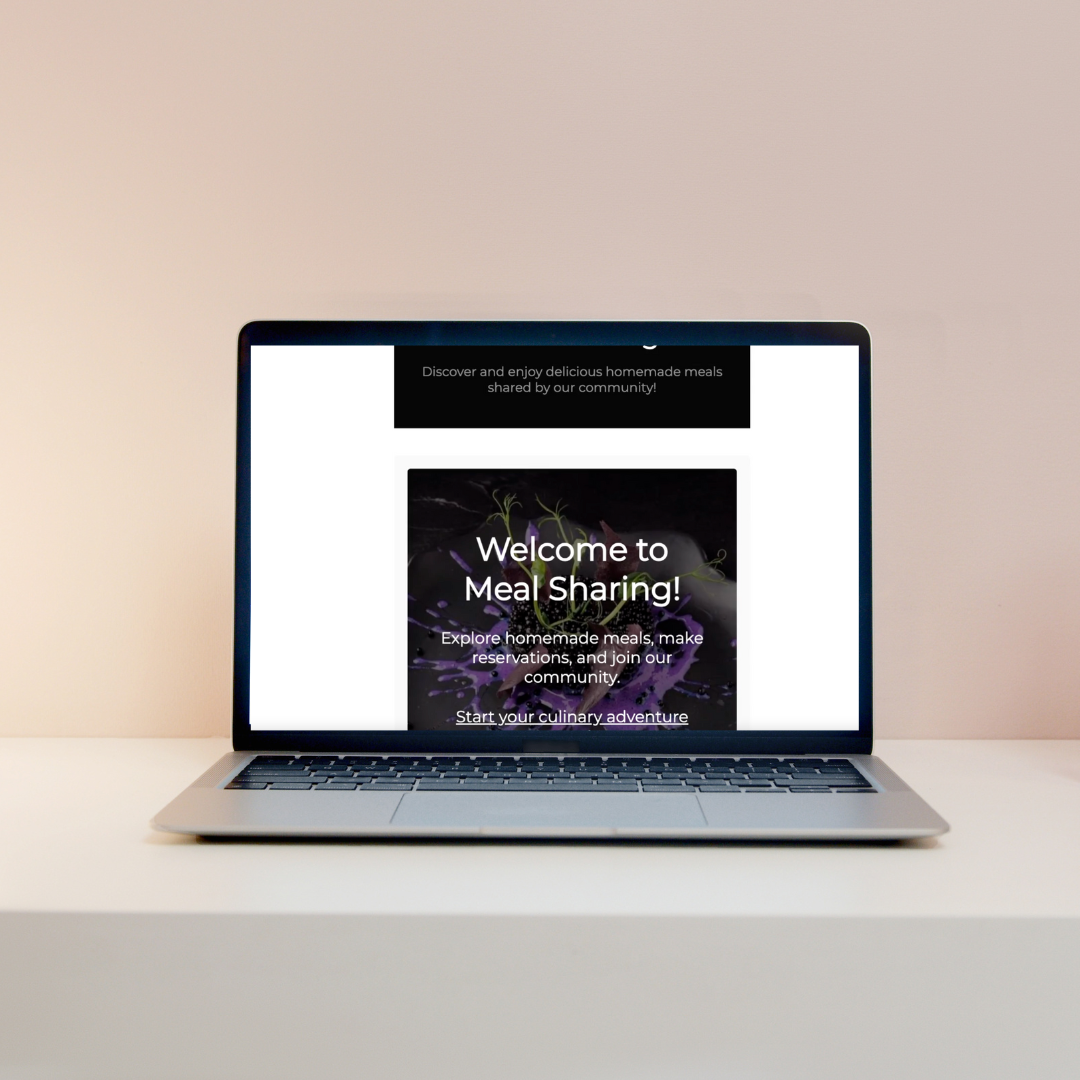 Discover and enjoy delicious homemade meals
shared by our community!
Welcome to
Meal Sharing!
Explore homemade meals, make
reservations, and join our
community.
Start your culinary adventure